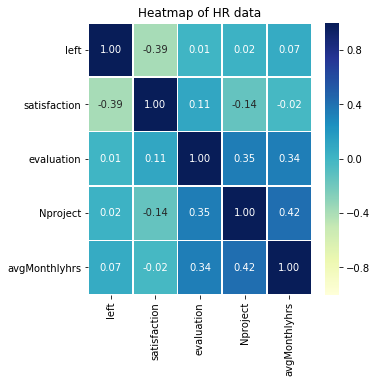 Heatmap of HR data
left 1.00 -0.39 0.01 0.02 0.07
satisfaction -0.39 1.00 0.11 -0.14 -0.02
evaluation 0.01 0.11 1.00 0.35 0.34
Nproject 0.02 -0.14 0.35 1.00 0.42
avgMonthlyhrs 0.07 -0.02 0.34 0.42 1.00
left satisfaction evaluation Nproject avgMonthlyhrs
0.8
0.4
0.0
-0.4
-0.8